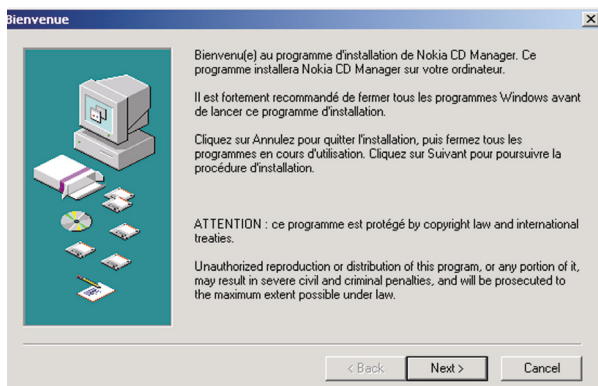 Bienvenue
Bienvenu(e) au programme d'installation de Nokia CD Manager. Ce
programme installera Nokia CD Manager sur votre ordinateur.
Il est fortement recommandé de fermer tous les programmes Windows avant
de lancer ce programme d'installation.
Cliquez sur Annulez pour quitter l'installation, puis fermez tous les
programmes en cours d'utilisation. Cliquez sur Suivant pour poursuivre la
procédure d'installation.
ATTENTION : ce programme est protégé by copyright law and international
treaties.
Unauthorized reproduction or distribution of this program, or any portion of it,
may result in severe civil and criminal penalties, and will be prosecuted to
the maximum extent possible under law.
< Back Next > Cancel